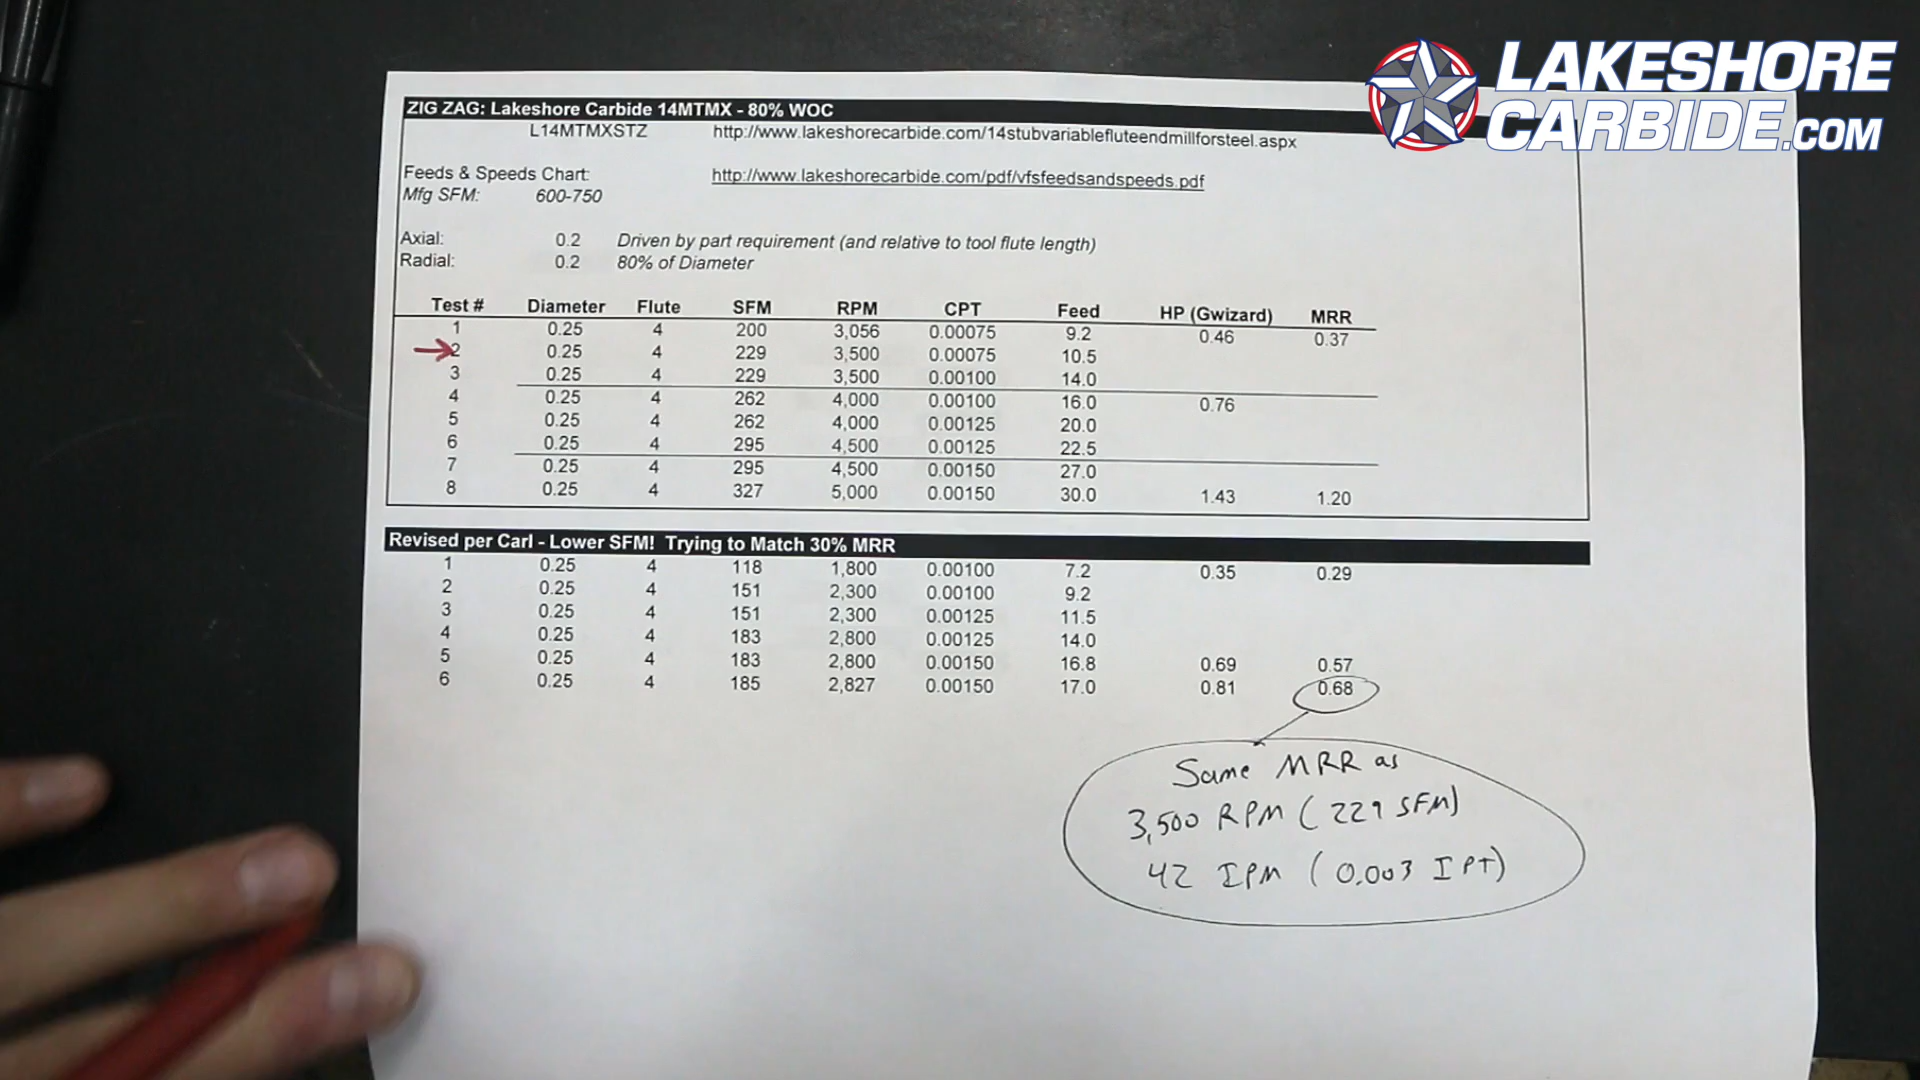 LAKESHORE
CARBIDE.COM
ZIG ZAG: Lakeshore Carbide 14MTMX - 80% WOC
L14MTMXSTZ http://www.lakeshorecarbide.com/14stubvariablefluteendmillforsteel.aspx
Feeds & Speeds Chart: http://www.lakeshorecarbide.com/pdf/vfsfeedsandspeeds.pdf
Mfg SFM: 600-750
Axial: 0.2 Driven by part requirement (and relative to tool flute length)
Radial: 0.2 80% of Diameter
Test # Diameter Flute SFM RPM CPT Feed HP (Gwizard) MRR
1 0.25 4 200 3,056 0.00075 9.2 0.46 0.37
2 0.25 4 229 3,500 0.00075 10.5
3 0.25 4 229 3,500 0.00100 14.0
4 0.25 4 262 4,000 0.00100 16.0 0.76
5 0.25 4 262 4,000 0.00125 20.0
6 0.25 4 295 4,500 0.00125 22.5
7 0.25 4 295 4,500 0.00150 27.0
8 0.25 4 327 5,000 0.00150 30.0 1.43 1.20
Revised per Carl - Lower SFM! Trying to Match 30% MRR
1 0.25 4 118 1,800 0.00100 7.2 0.35 0.29
2 0.25 4 151 2,300 0.00100 9.2
3 0.25 4 151 2,300 0.00125 11.5
4 0.25 4 183 2,800 0.00125 14.0
5 0.25 4 183 2,800 0.00150 16.8 0.69 0.57
6 0.25 4 185 2,827 0.00150 17.0 0.81 0.68
Same MRR as
3,500 RPM (229 SFM)
42 IPM (0.003 IPT)